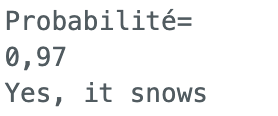 Probabilité=
0,97
Yes, it snows